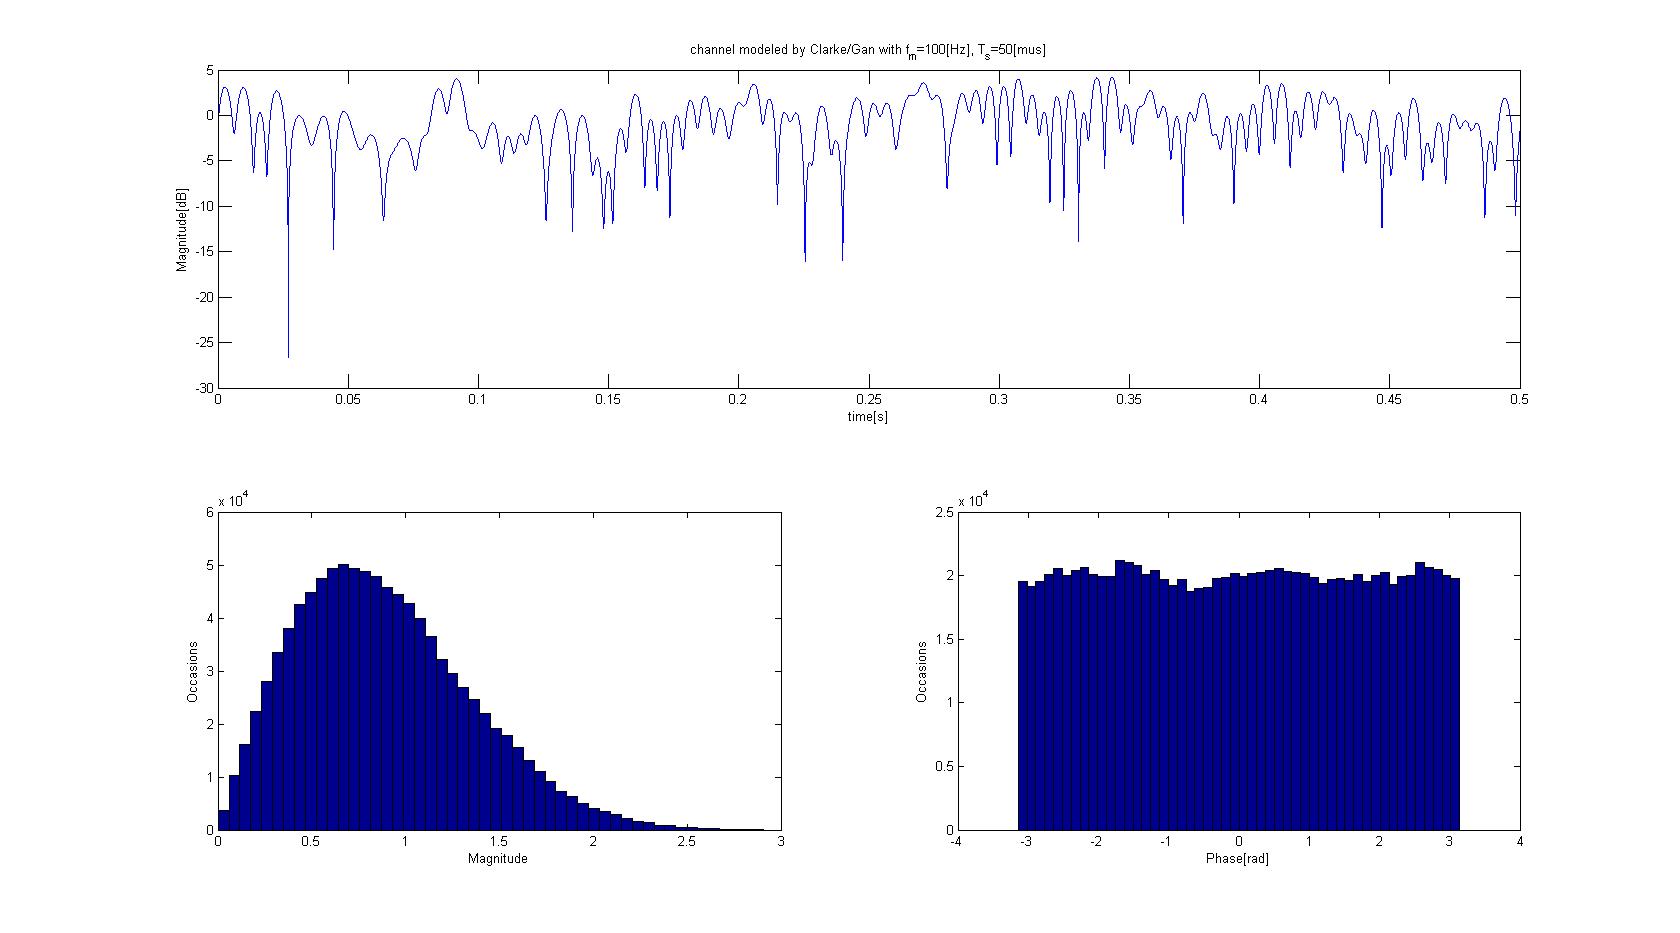 channel modeled by Clarke/Gan with f_m=100[Hz], T_s=50[mus]
5
0
-5
-10
-15
-20
-25
-30
Magnitude[dB]
0 0.05 0.1 0.15 0.2 0.25 0.3 0.35 0.4 0.45 0.5
time[s]
x 10^4
6
5
4
3
2
1
0
Occasions
0 0.5 1 1.5 2 2.5 3
Magnitude
x 10^4
2.5
2
1.5
1
0.5
0
Occasions
-4 -3 -2 -1 0 1 2 3 4
Phase[rad]